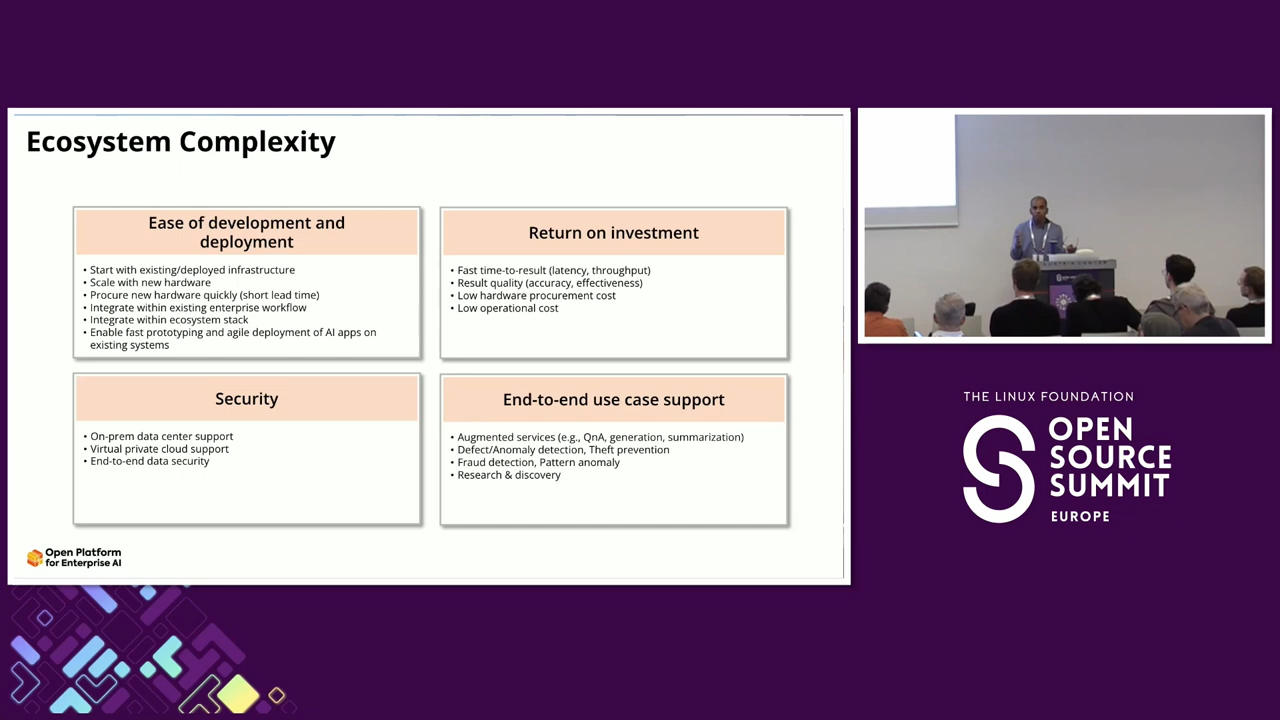 Ecosystem Complexity
Ease of development and
deployment
• Start with existing/deployed infrastructure
• Scale with new hardware
• Procure new hardware quickly (short lead time)
• Integrate within existing enterprise workflow
• Integrate within ecosystem stack
• Enable fast prototyping and agile deployment of AI apps on
existing systems
Return on investment
• Fast time-to-result (latency, throughput)
• Result quality (accuracy, effectiveness)
• Low hardware procurement cost
• Low operational cost
Security
• On-prem data center support
• Virtual private cloud support
• End-to-end data security
End-to-end use case support
• Augmented services (e.g., QnA, generation, summarization)
• Defect/Anomaly detection, Theft prevention
• Fraud detection, Pattern anomaly
• Research & discovery
Open Platform
for Enterprise AI
THE LINUX FOUNDATION
OPEN
SOURCE
SUMMIT
EUROPE